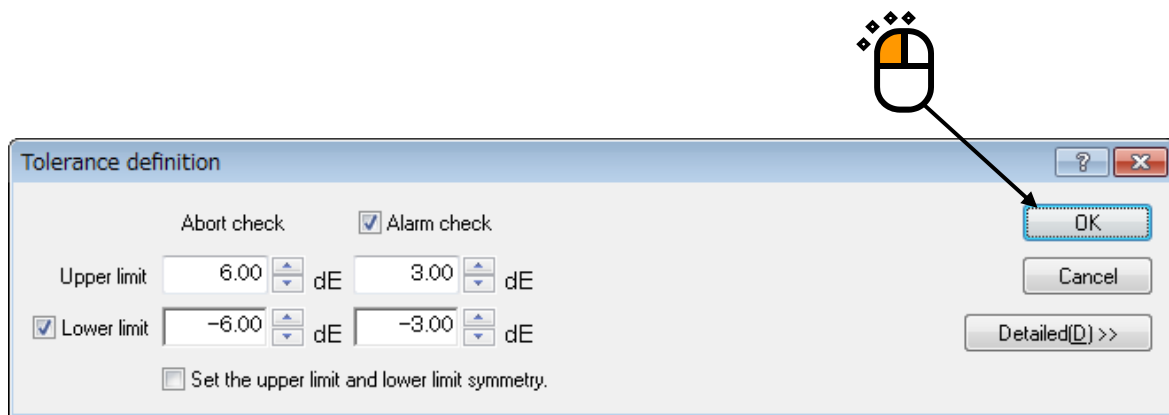 Tolerance definition
Abort check Alarm check OK
Upper limit 6.00 dE 3.00 dE Cancel
Lower limit -6.00 dE -3.00 dE Detailed(D) >>
Set the upper limit and lower limit symmetry.